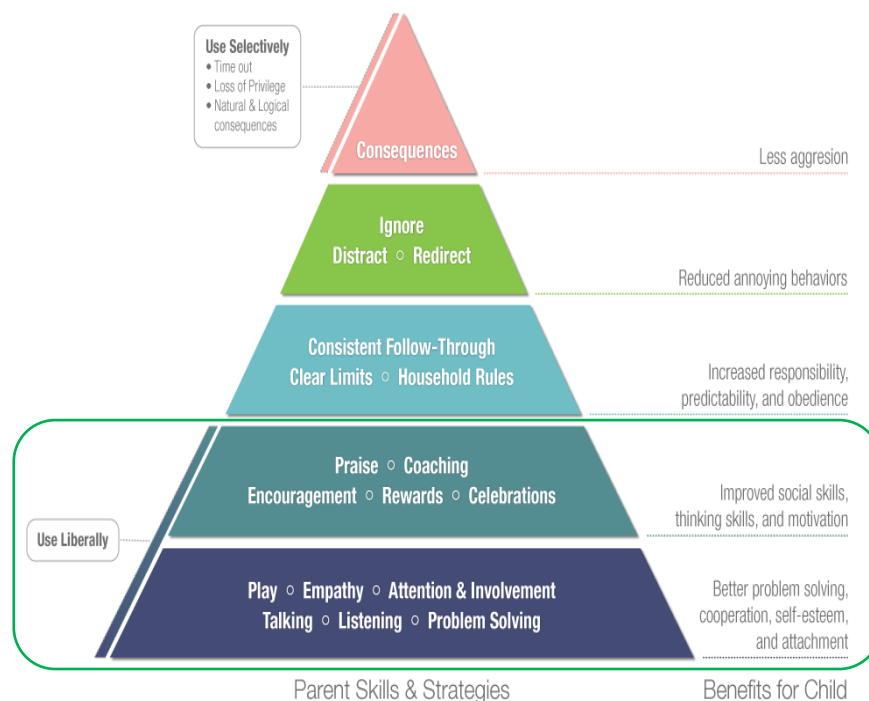 Use Selectively
• Time out
• Loss of Privilege
• Natural & Logical
consequences
Consequences
Less aggresion
Ignore
Distract ○ Redirect
Reduced annoying behaviors
Consistent Follow-Through
Clear Limits ○ Household Rules
Increased responsibility,
predictability, and obedience
Praise ○ Coaching
Encouragement ○ Rewards ○ Celebrations
Improved social skills,
thinking skills, and motivation
Use Liberally
Play ○ Empathy ○ Attention & Involvement
Talking ○ Listening ○ Problem Solving
Better problem solving,
cooperation, self-esteem,
and attachment
Parent Skills & Strategies
Benefits for Child